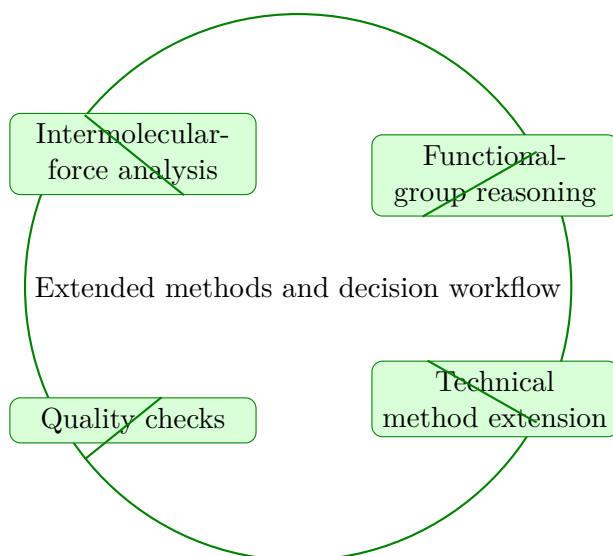 Intermolecular-
force analysis
Functional-
group reasoning
Extended methods and decision workflow
Quality checks
Technical
method extension